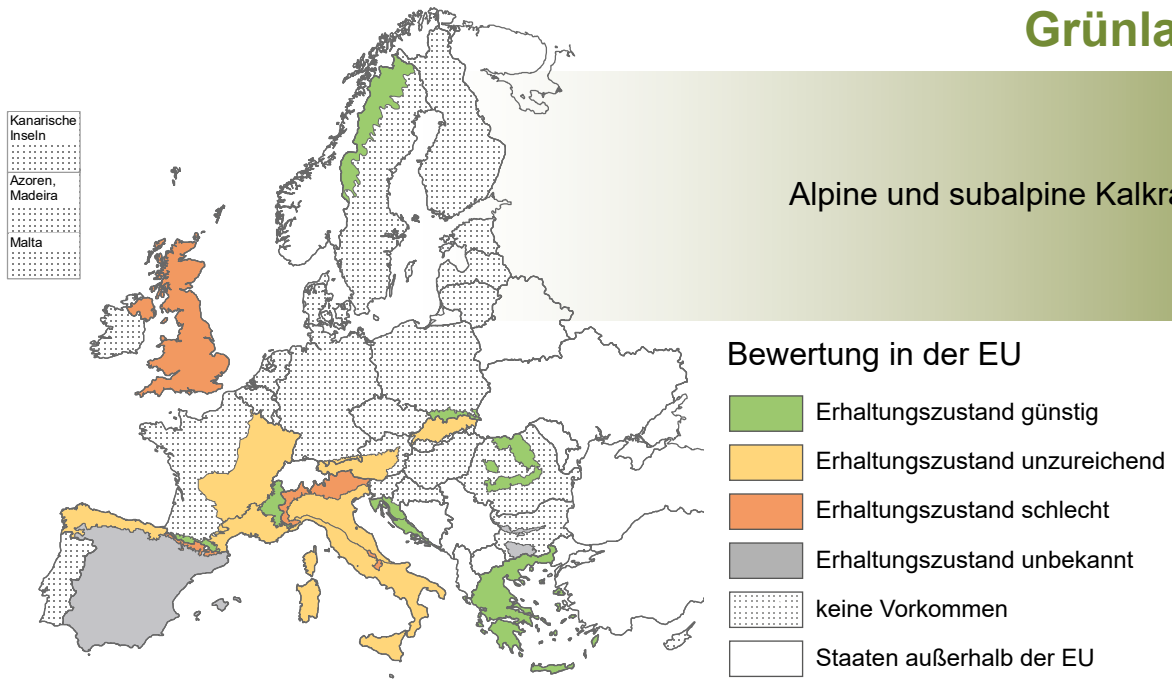 Grünla
Kanarische
Inseln
Azoren,
Madeira
Malta
Alpine und subalpine Kalkra
Bewertung in der EU
Erhaltungszustand günstig
Erhaltungszustand unzureichend
Erhaltungszustand schlecht
Erhaltungszustand unbekannt
keine Vorkommen
Staaten außerhalb der EU